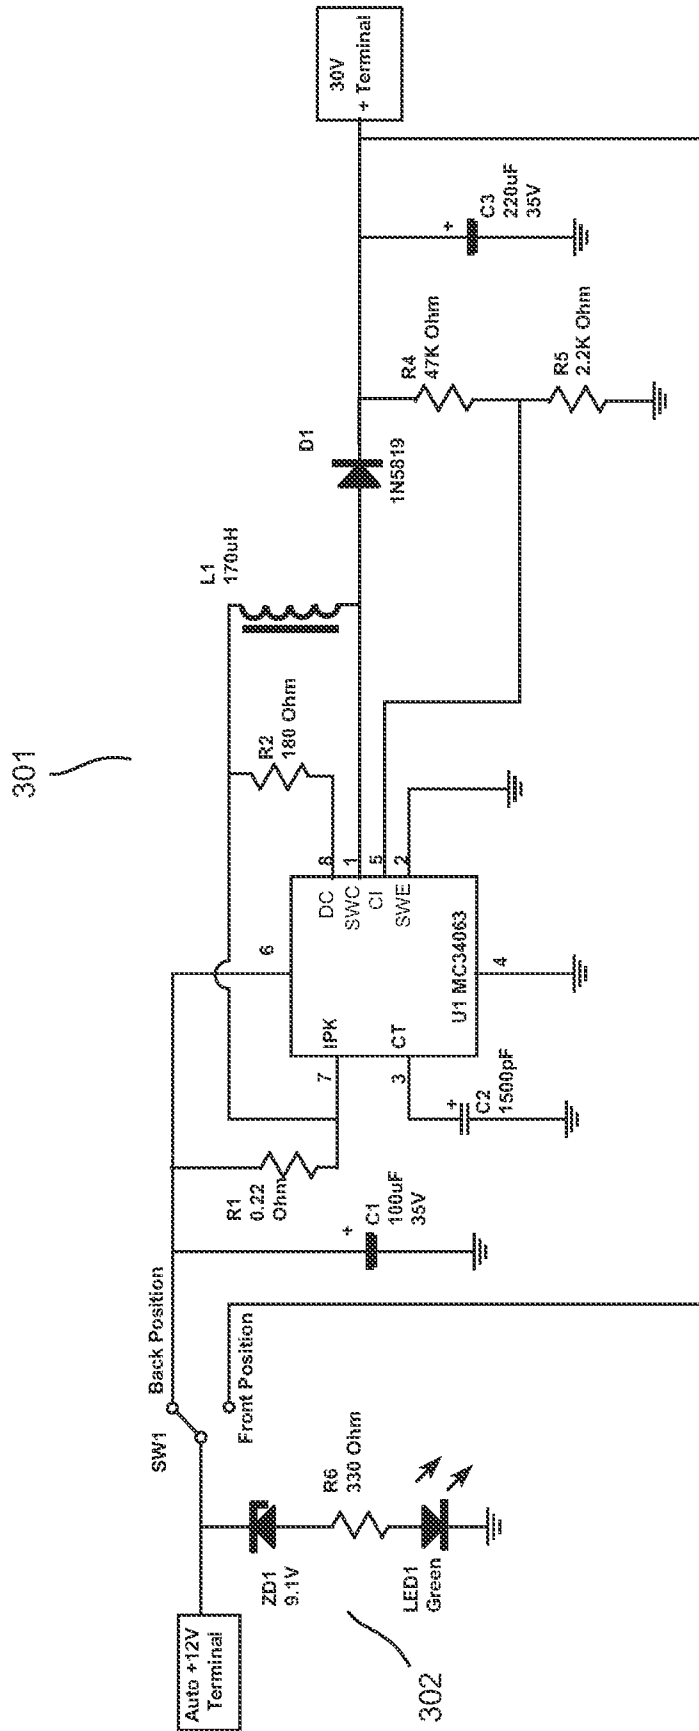 301
302
Auto +12V
Terminal
ZD1
9.1V
R6
330 Ohm
LED1
Green
SW1
Back Position
Front Position
R1
0.22
Ohm
+
C1
100uF
35V
7
IPK
3
CT
+
C2
1500pF
6
U1 MC34063
4
DC
8
SWC
1
CI
5
SWE
2
R2
180 Ohm
L1
170uH
D1
1N5819
R4
47K Ohm
R5
2.2K Ohm
+
C3
220uF
35V
30V
+ Terminal